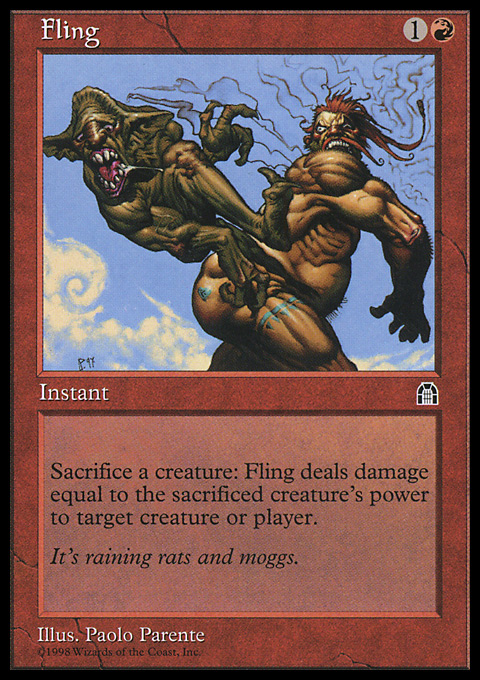 Fling
1
Instant
Sacrifice a creature: Fling deals damage
equal to the sacrificed creature's power
to target creature or player.
It's raining rats and moggs.
Illus. Paolo Parente
©1998 Wizards of the Coast, Inc.